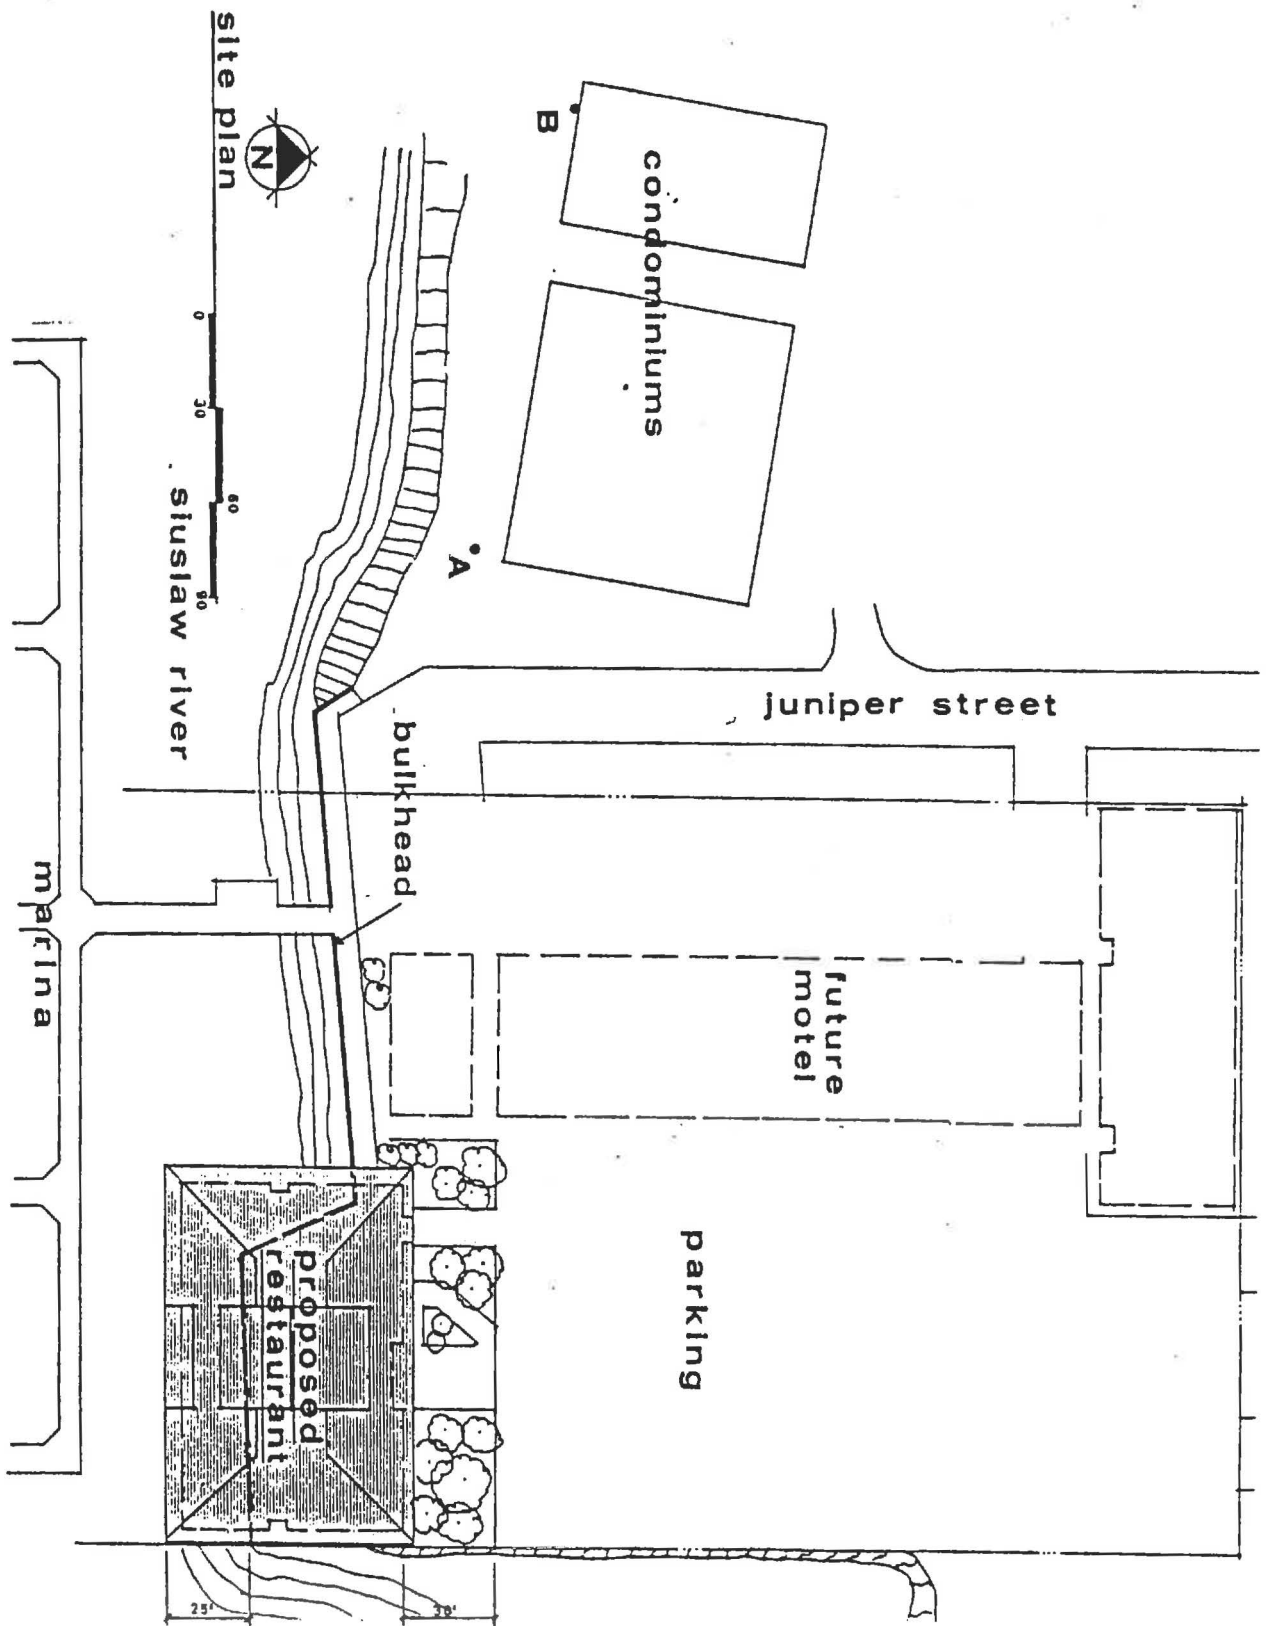 site plan
N
0
30
60
90
siuslaw river
B
condominiums
A
juniper street
bulkhead
marina
future
motel
parking
proposed
restaurant
25'
30'